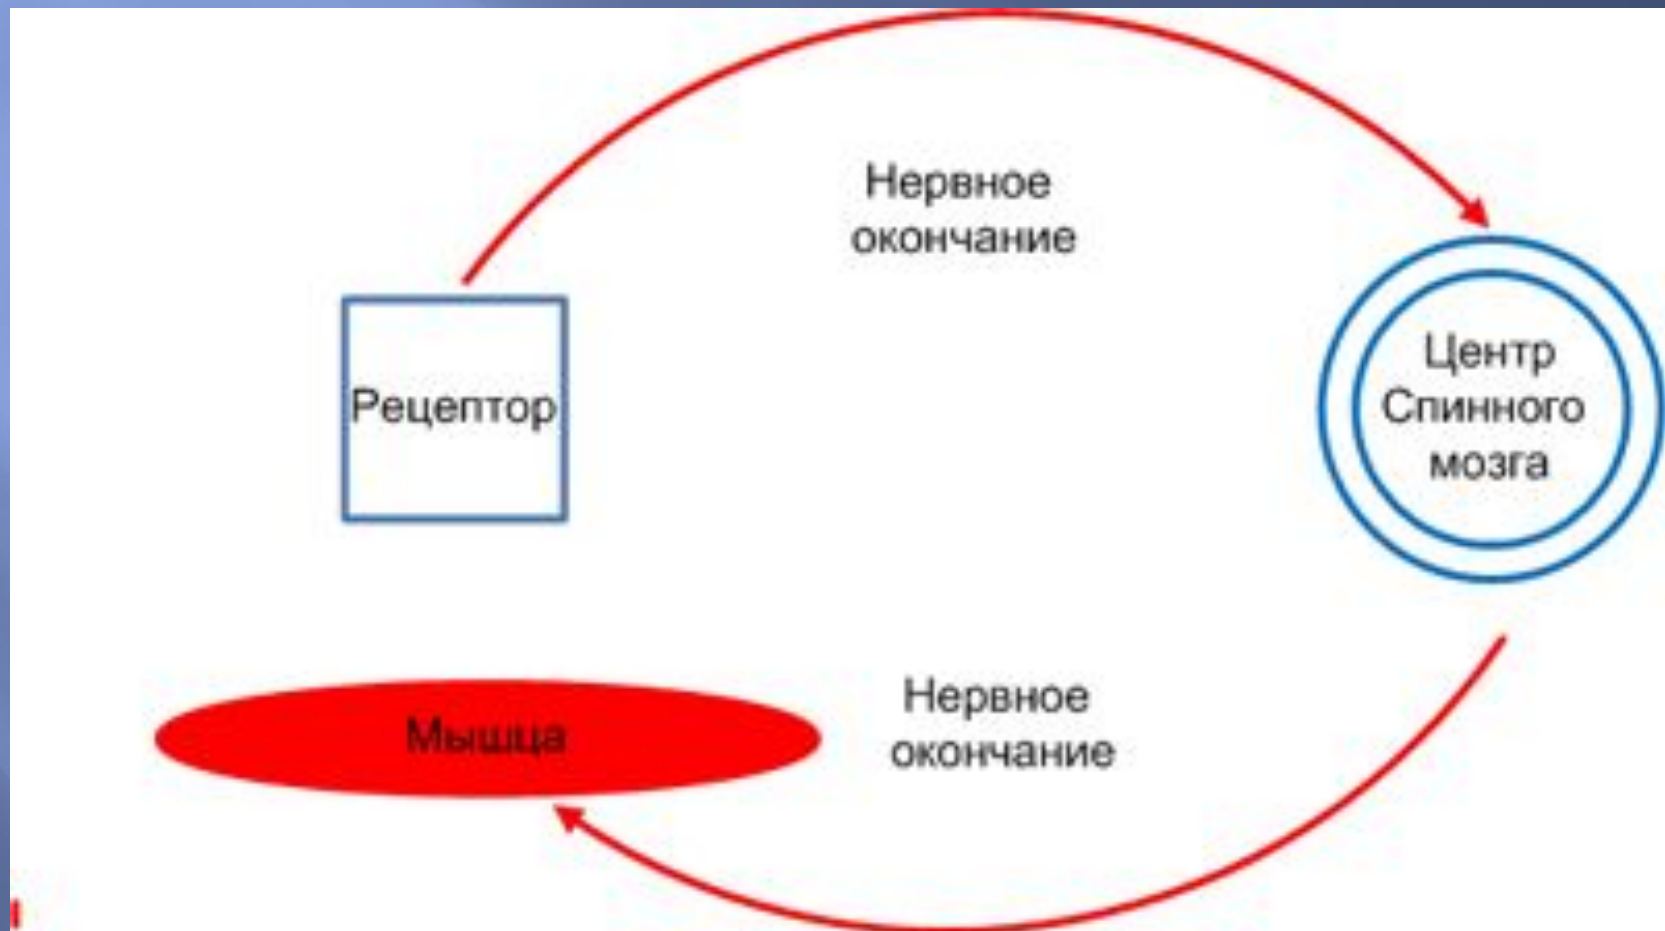 Нервное
окончание
Рецептор
Центр
Спинного
мозга
Мышца
Нервное
окончание